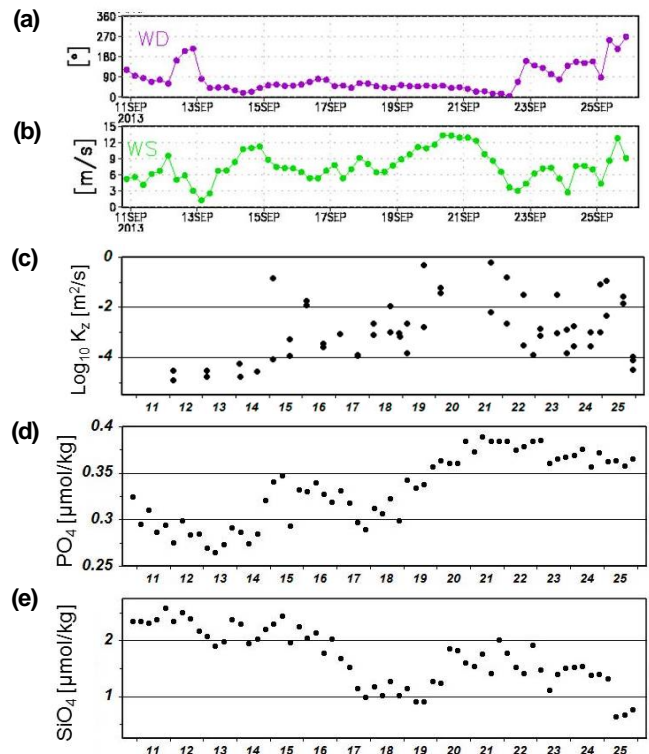 (a)
[°]
WD
360
270
180
90
0
11SEP 13SEP 15SEP 17SEP 19SEP 21SEP 23SEP 25SEP
2013
(b)
[m/s]
WS
15
12
9
6
3
0
11SEP 13SEP 15SEP 17SEP 19SEP 21SEP 23SEP 25SEP
2013
(c)
Log10 Kz [m2/s]
0
-2
-4
11 12 13 14 15 16 17 18 19 20 21 22 23 24 25
(d)
PO4 [µmol/kg]
0.4
0.35
0.3
0.25
11 12 13 14 15 16 17 18 19 20 21 22 23 24 25
(e)
SiO4 [µmol/kg]
2
1
11 12 13 14 15 16 17 18 19 20 21 22 23 24 25